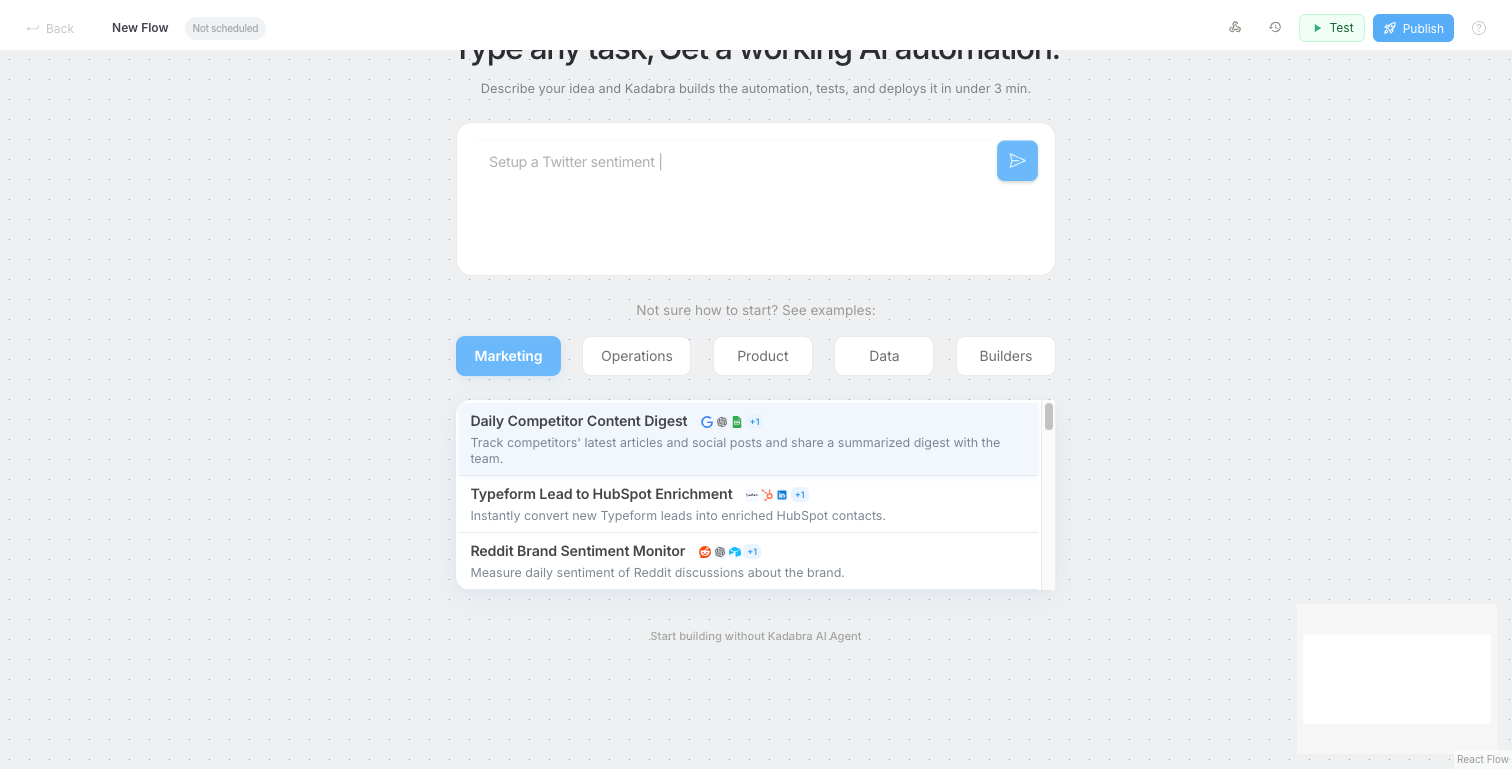 Back
New Flow
Not scheduled
Test
Publish
Type any task, Get a working AI automation.
Describe your idea and Kadabra builds the automation, tests, and deploys it in under 3 min.
Setup a Twitter sentiment |
Not sure how to start? See examples:
Marketing
Operations
Product
Data
Builders
Daily Competitor Content Digest +1
Track competitors' latest articles and social posts and share a summarized digest with the
team.
Typeform Lead to HubSpot Enrichment +1
Instantly convert new Typeform leads into enriched HubSpot contacts.
Reddit Brand Sentiment Monitor +1
Measure daily sentiment of Reddit discussions about the brand.
Start building without Kadabra AI Agent
React Flow